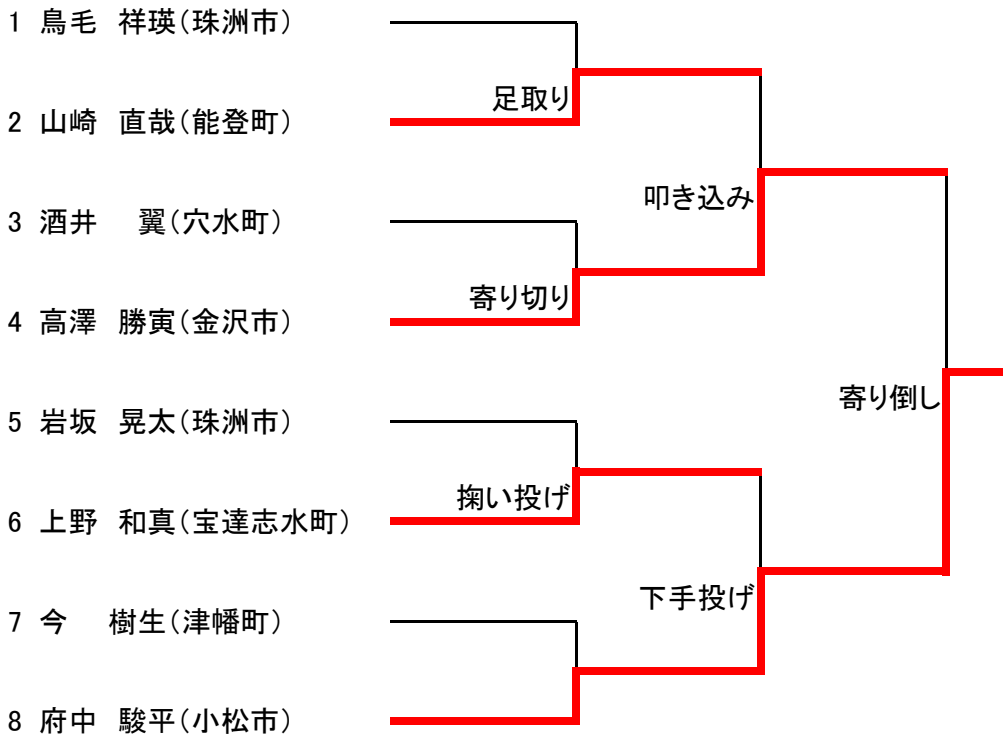 1 鳥毛 祥瑛(珠洲市)
足取り
2 山崎 直哉(能登町)
叩き込み
3 酒井 翼(穴水町)
寄り切り
4 高澤 勝寅(金沢市)
寄り倒し
5 岩坂 晃太(珠洲市)
掬い投げ
6 上野 和真(宝達志水町)
下手投げ
7 今 樹生(津幡町)
8 府中 駿平(小松市)